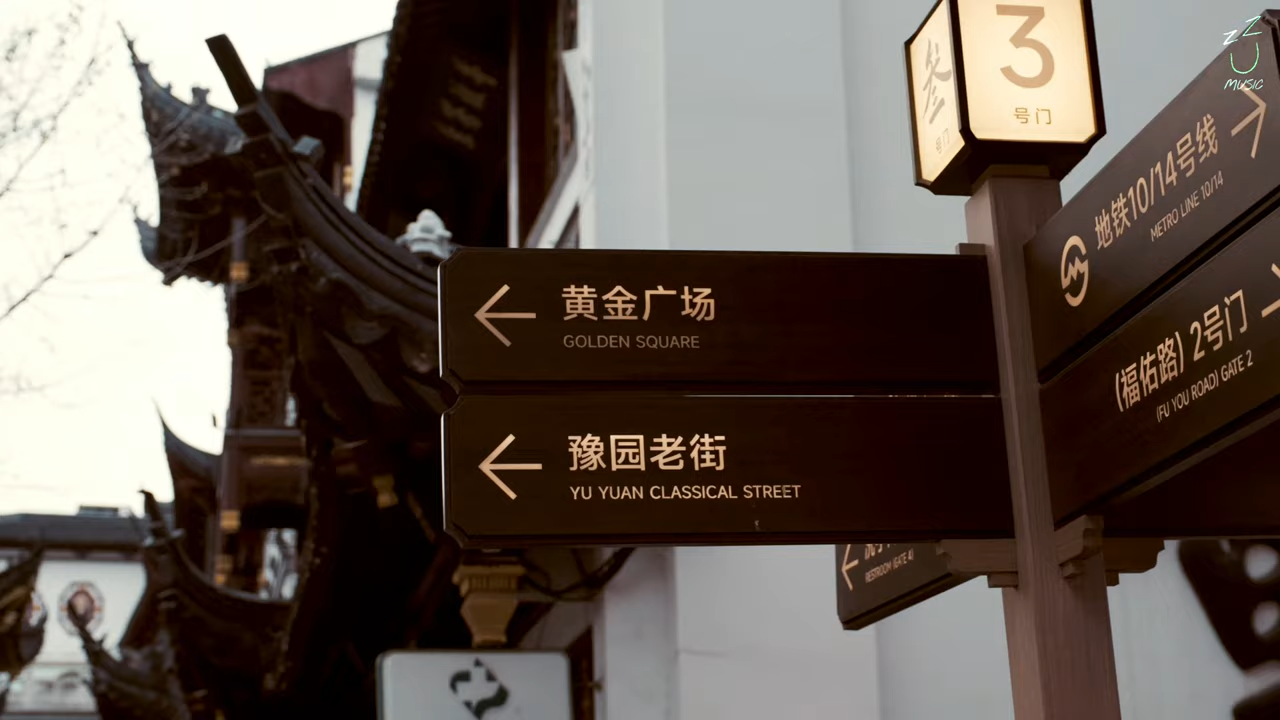 叁
号门
3
号门
ZZU
MUSIC
地铁10/14号线
METRO LINE 10/14
(福佑路) 2号门
(FU YOU ROAD) GATE 2
黄金广场
GOLDEN SQUARE
豫园老街
YU YUAN CLASSICAL STREET
RESTROOM (GATE 4)